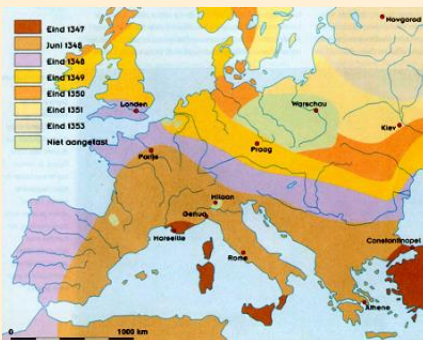 Eind 1347
Juni 1348
Eind 1348
Eind 1349
Eind 1350
Eind 1351
Eind 1353
Niet aangetast
Novgorod
Londen
Warschau
Kiev
Praag
Parijs
Milaan
Genua
Marseille
Constantinopel
Rome
Athene
0 1000 km